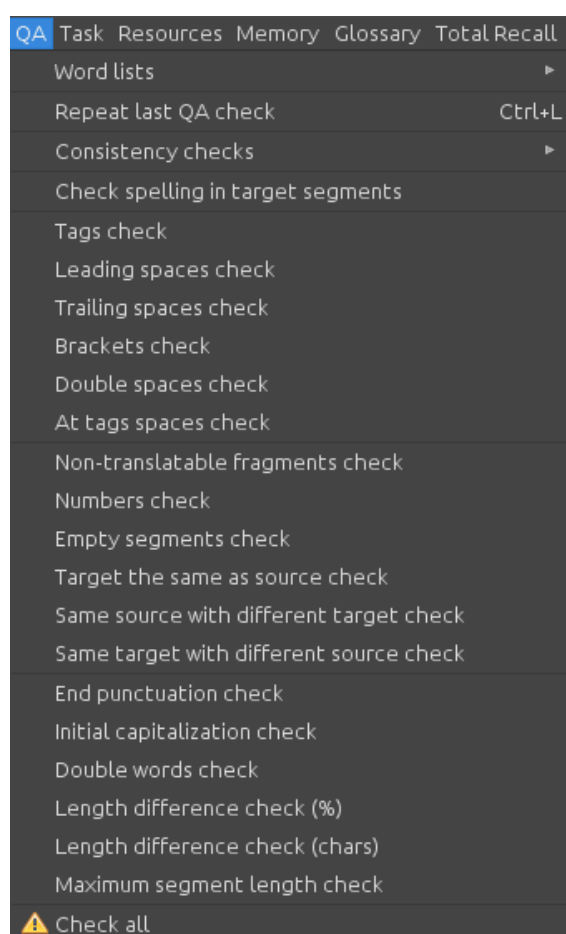 QA Task Resources Memory Glossary Total Recall
Word lists
Repeat last QA check Ctrl+L
Consistency checks
Check spelling in target segments
Tags check
Leading spaces check
Trailing spaces check
Brackets check
Double spaces check
At tags spaces check
Non-translatable fragments check
Numbers check
Empty segments check
Target the same as source check
Same source with different target check
Same target with different source check
End punctuation check
Initial capitalization check
Double words check
Length difference check (%)
Length difference check (chars)
Maximum segment length check
Check all